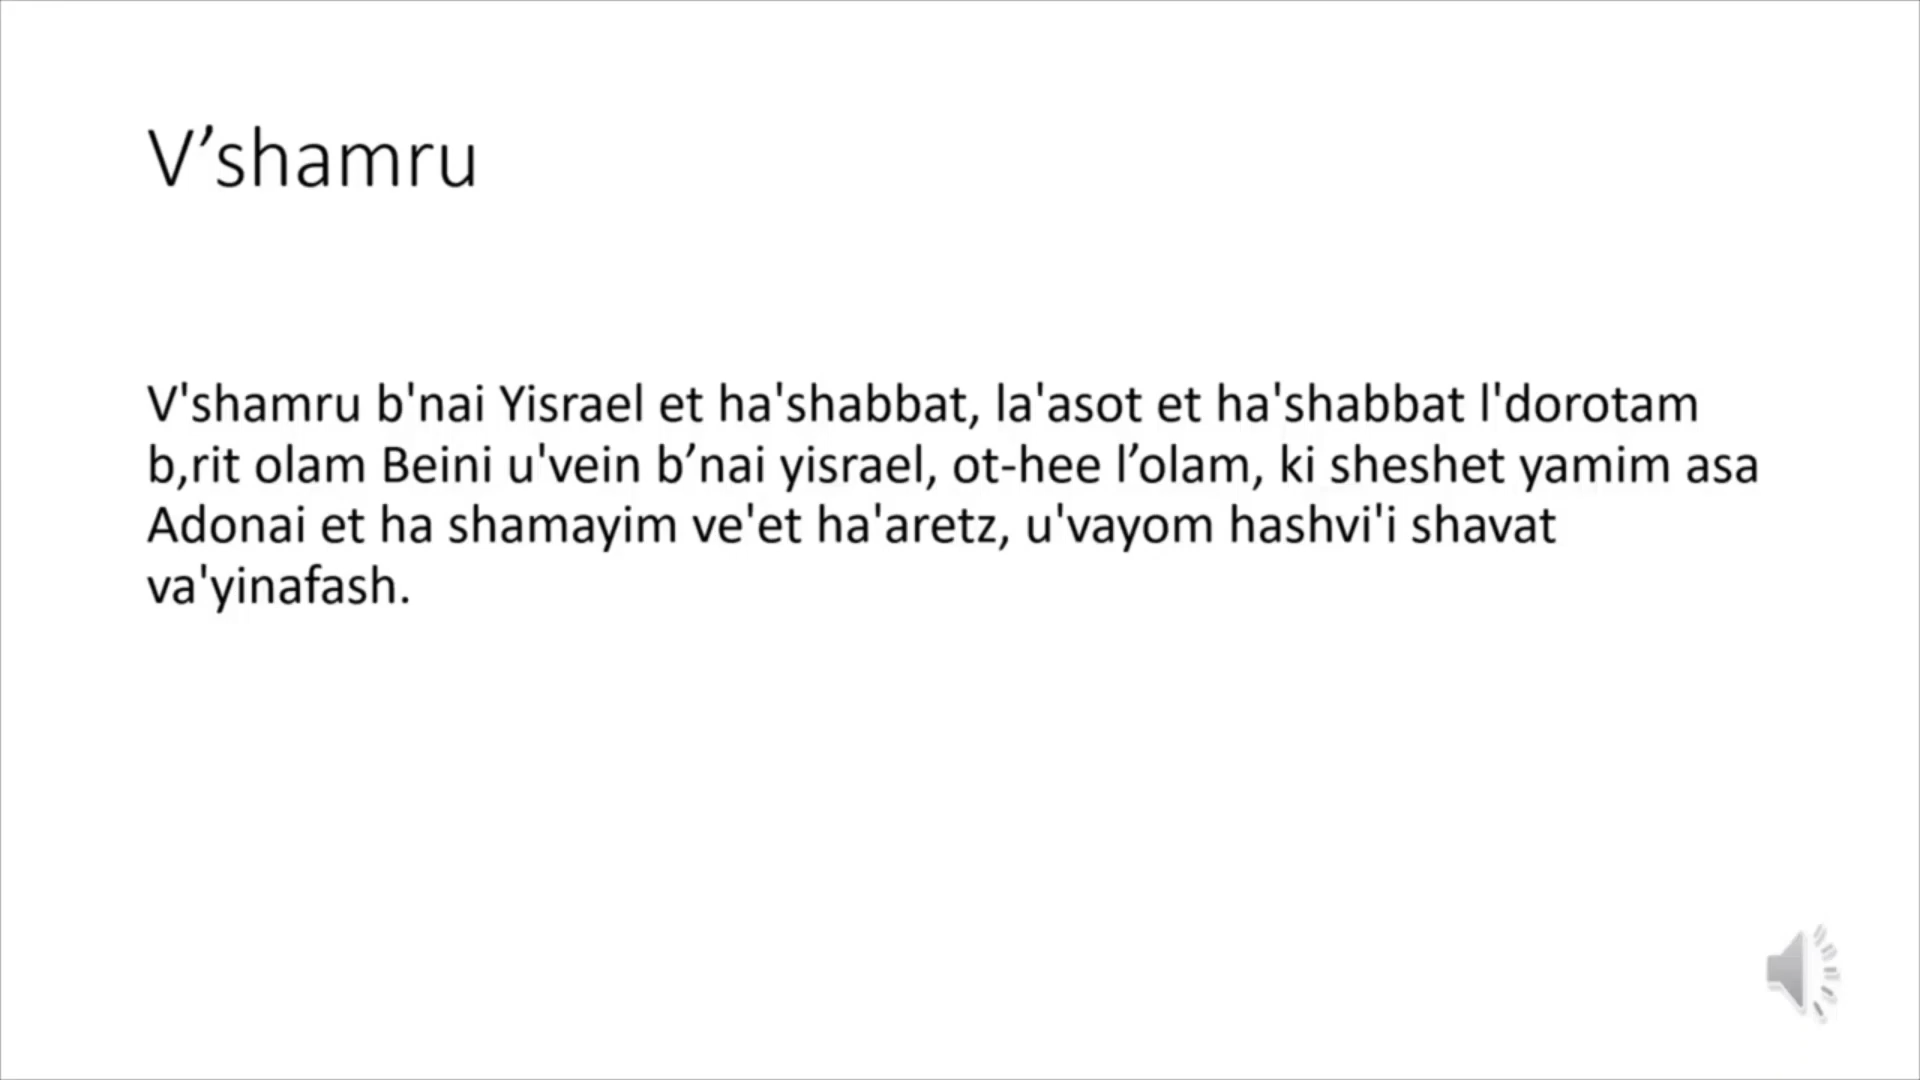 V’shamru
V'shamru b'nai Yisrael et ha'shabbat, la'asot et ha'shabbat l'dorotam
b,rit olam Beini u'vein b’nai yisrael, ot-hee l’olam, ki sheshet yamim asa
Adonai et ha shamayim ve'et ha'aretz, u'vayom hashvi'i shavat
va'yinafash.